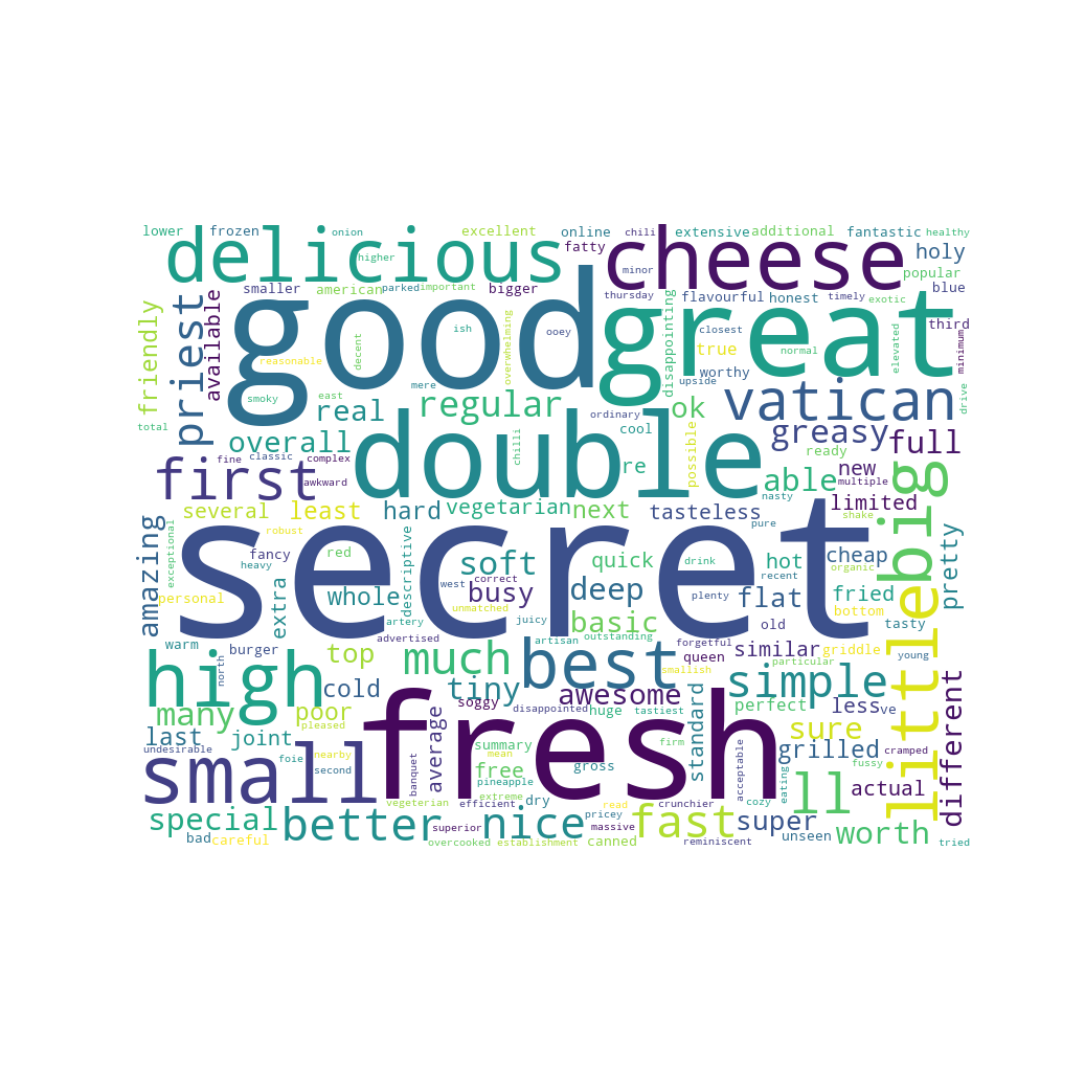 lower frozen onion excellent online chili extensive additional fantastic healthy
delicious higher fatty cheese holy
popular
smaller american parked important bigger minor thursday flavourful honest timely exotic blue
friendly priest available good great
ish ooey disappointing closest true third
reasonable decent overwhelming normal elevated minimum
mere upside worthy
smoky east real regular ordinary ok vatican drive
total overall double cool greasy full
fine classic complex chilli re possible ready
first awkward able new multiple
several least hard vegetarian next tasteless nasty limited
amazing exceptional robust secret pure shake big pretty
fancy red soft quick hot cheap
heavy descriptive west correct drink recent organic
personal extra whole busy deep plenty flat fried
artery unmatched basic bottom tasty
warm burger advertised juicy artisan outstanding forgetful old
high north top much best queen similar griddle young
cold tiny smallish particular simple
many poor soggy awesome less ve different
last pleased average disappointed huge tastiest standard perfect sure little
undesirable joint nearby summary fresh firm grilled cramped
small foie second banquet mean free gross acceptable eating fussy
extreme pineapple cozy ll actual
vegeterian efficient dry read crunchier
special better superior nice pricey massive fast super worth
bad careful overcooked establishment canned reminiscent unseen tried